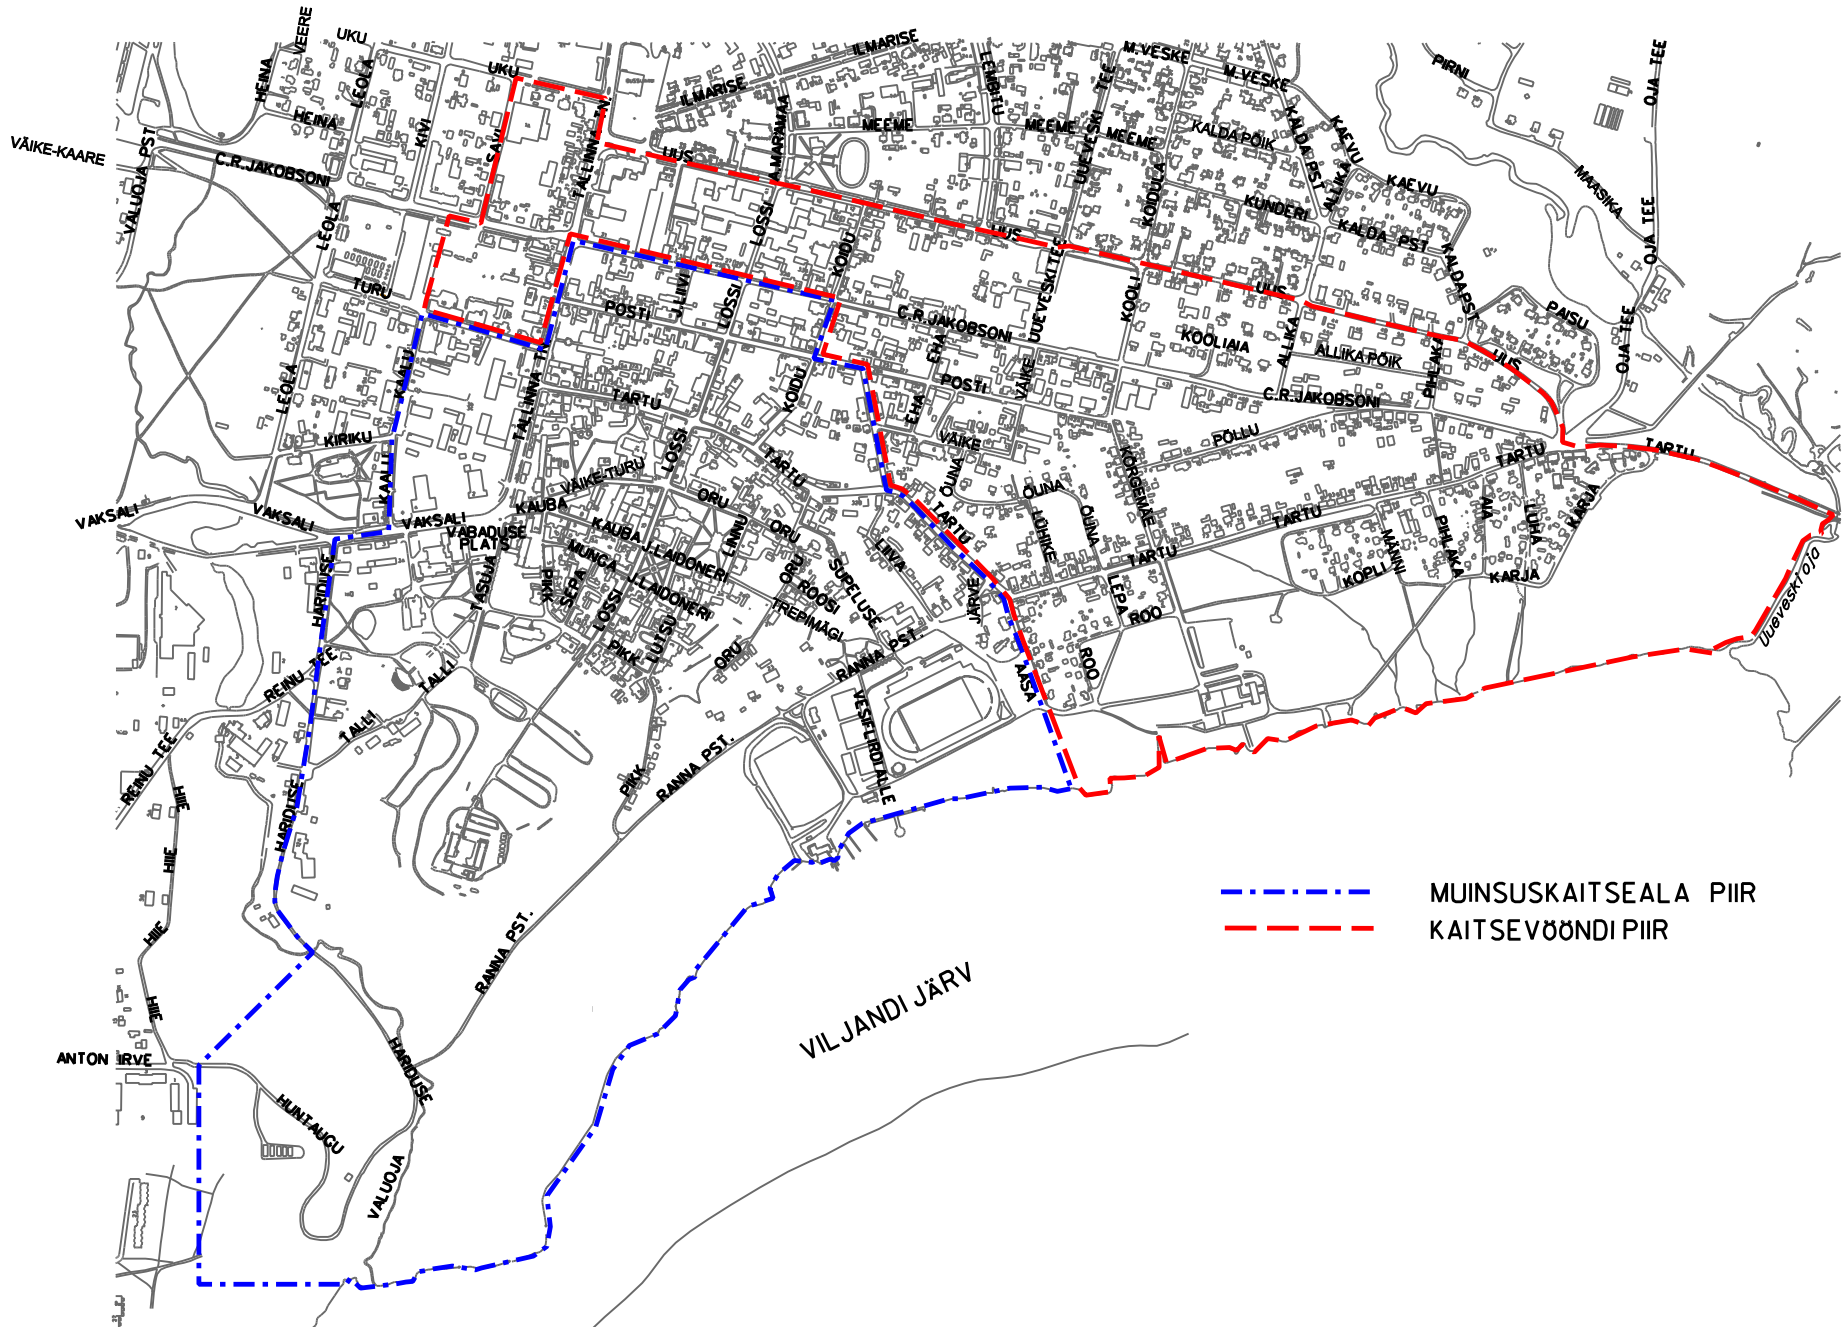 UKU
VEERE
ILMARISE
M.VESKE
HEINA
LEOLA
UKU
LEMBITU
TEE
M.VESKE
PIRNI
OJA TEE
ILMARISE
A.MARAMAA
HEINA
KIVI
SAVI
TALLINNA TN.
MEEME
MEEME
MEEME
UUEVESKI
KALDA PÕIK
KALDA PST
KAEVU
VÄIKE-KAARE
VALUOJA PST
C.R.JAKOBSONI
UUS
KOIDULA
ALLIKA
KAEVU
MAASIKA
LEOLA
LOSSI
KOIDU
UUS
KUNDERI
KALDA PST
KALDA PST
OJA TEE
TURU
POSTI
J.LIIVI
LOSSI
C.R.JAKOBSONI
UUEVESKI TEE
KOOLI
UUS
PAISU
OJA TEE
KAALU
TALLINNA TN.
LEOLA
KOIDU
EHA
VÄIKE
KOOLIAIA
ALLIKA
ALLIKA PÕIK
PIHLAKA
UUS
TARTU
POSTI
EHA
C.R.JAKOBSONI
KIRIKU
LOSSI
TARTU
VÄIKE
PÕLLU
TARTU
TARTU
KAALU
VÄIKE-TURU
ORU
ÕUNA
ÕUNA
KÕRGEMÄE
VAKSALI
VAKSALI
VAKSALI
KAUBA
KAUBA
LINNU
ORU
TARTU
LÜHIKE
ÕUNA
TARTU
AIA
LUHA
KARJA
VABADUSE
PLATS
MUNGA
J.LAIDONERI
J.LAIDONERI
ORU
LIIVA
TARTU
MÄNNI
PIHLAKA
HARIDUSE
TASUJA
PIKK
SEPA
LOSSI
LUTSU
ROOSI
SUPELUSE
JÄRVE
LEPA
KOPLI
KARJA
Uueveski oja
TREPIMÄGI
ROO
REINU TEE
TALLI
PIKK
ORU
RANNA PST.
AASA
ROO
TALLI
REINU TEE
VESIFLIRDI ALLE
HIIE
HARIDUSE
PIKK
RANNA PST.
HIIE
MUINSUSKAITSEALA PIIR
KAITSEVÖÖNDI PIIR
HIIE
RANNA PST.
HIIE
VILJANDI JÄRV
ANTON IRVE
HARIDUSE
HUNTAUGU
VALUOJA